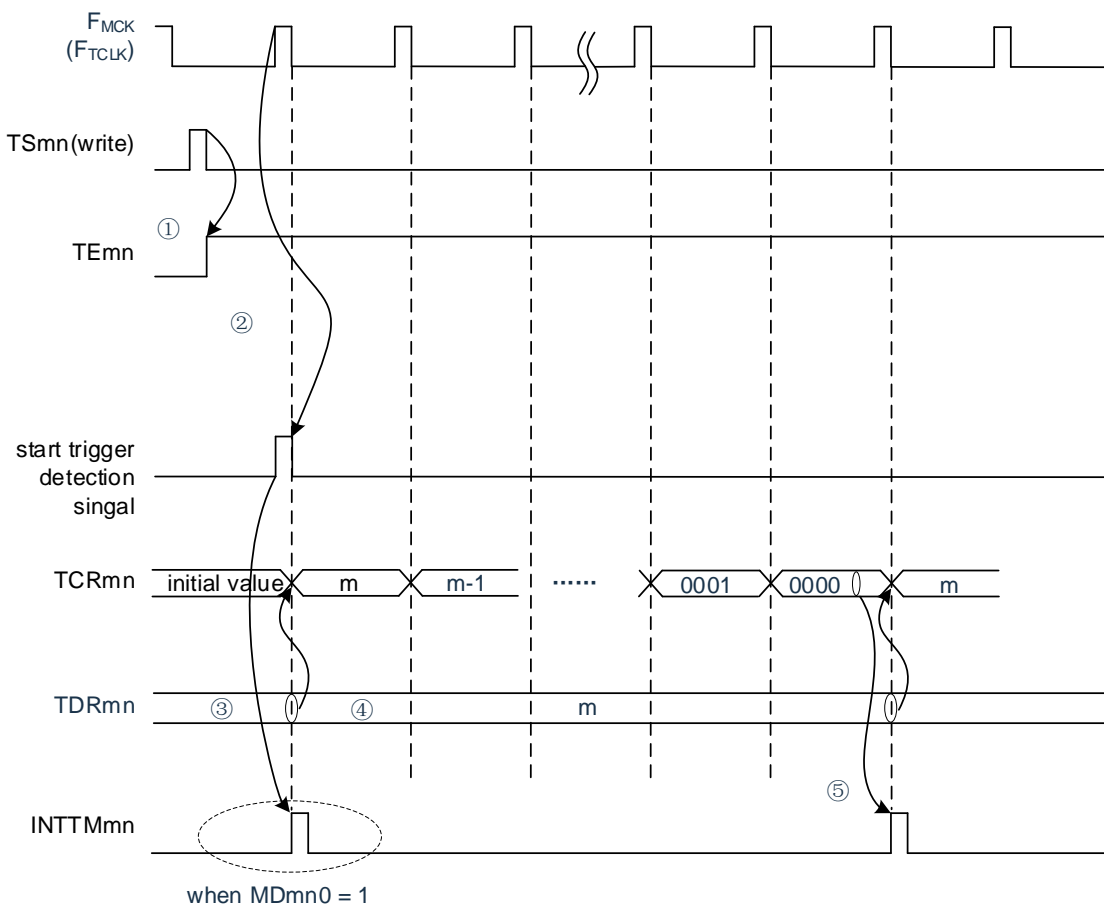 FMCK
(FTCLK)
TSmn(write)
①
TEmn
②
start trigger
detection
singal
TCRmn initial value m m-1 ...... 0001 0000 m
TDRmn ③ ④ m
⑤
INTTMmn
when MDmn0 = 1